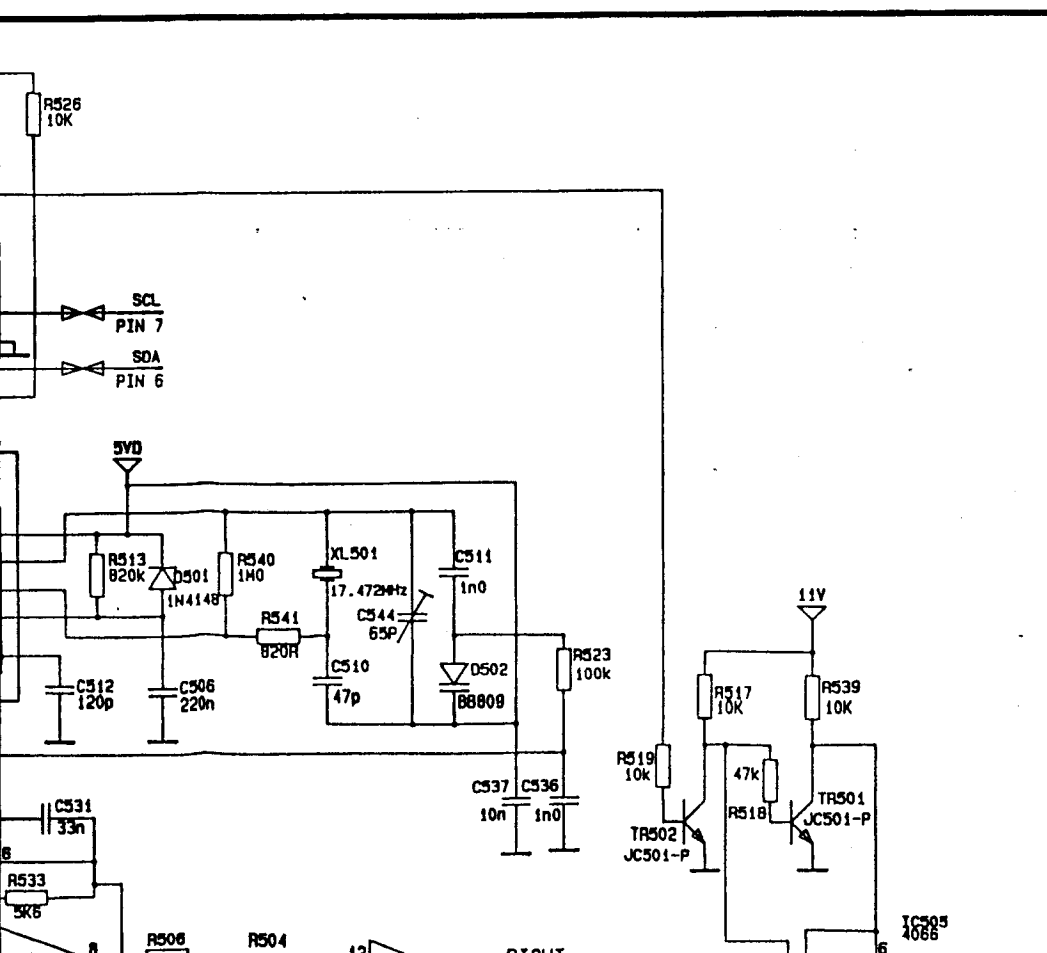 R526
10K
SCL
PIN 7
SDA
PIN 6
5VD
R513
820k
D501
1N4148
R540
1M0
XL501
17.472MHz
C511
1n0
C544
65P
R541
820R
C510
47p
D502
BB809
R523
100k
C512
120p
C506
220n
11V
R517
10K
R539
10K
R519
10k
47k
R518
TR501
JC501-P
TR502
JC501-P
C537
10n
C536
1n0
C531
33n
6
R533
5K6
8
R506
R504
IC505
4066
6